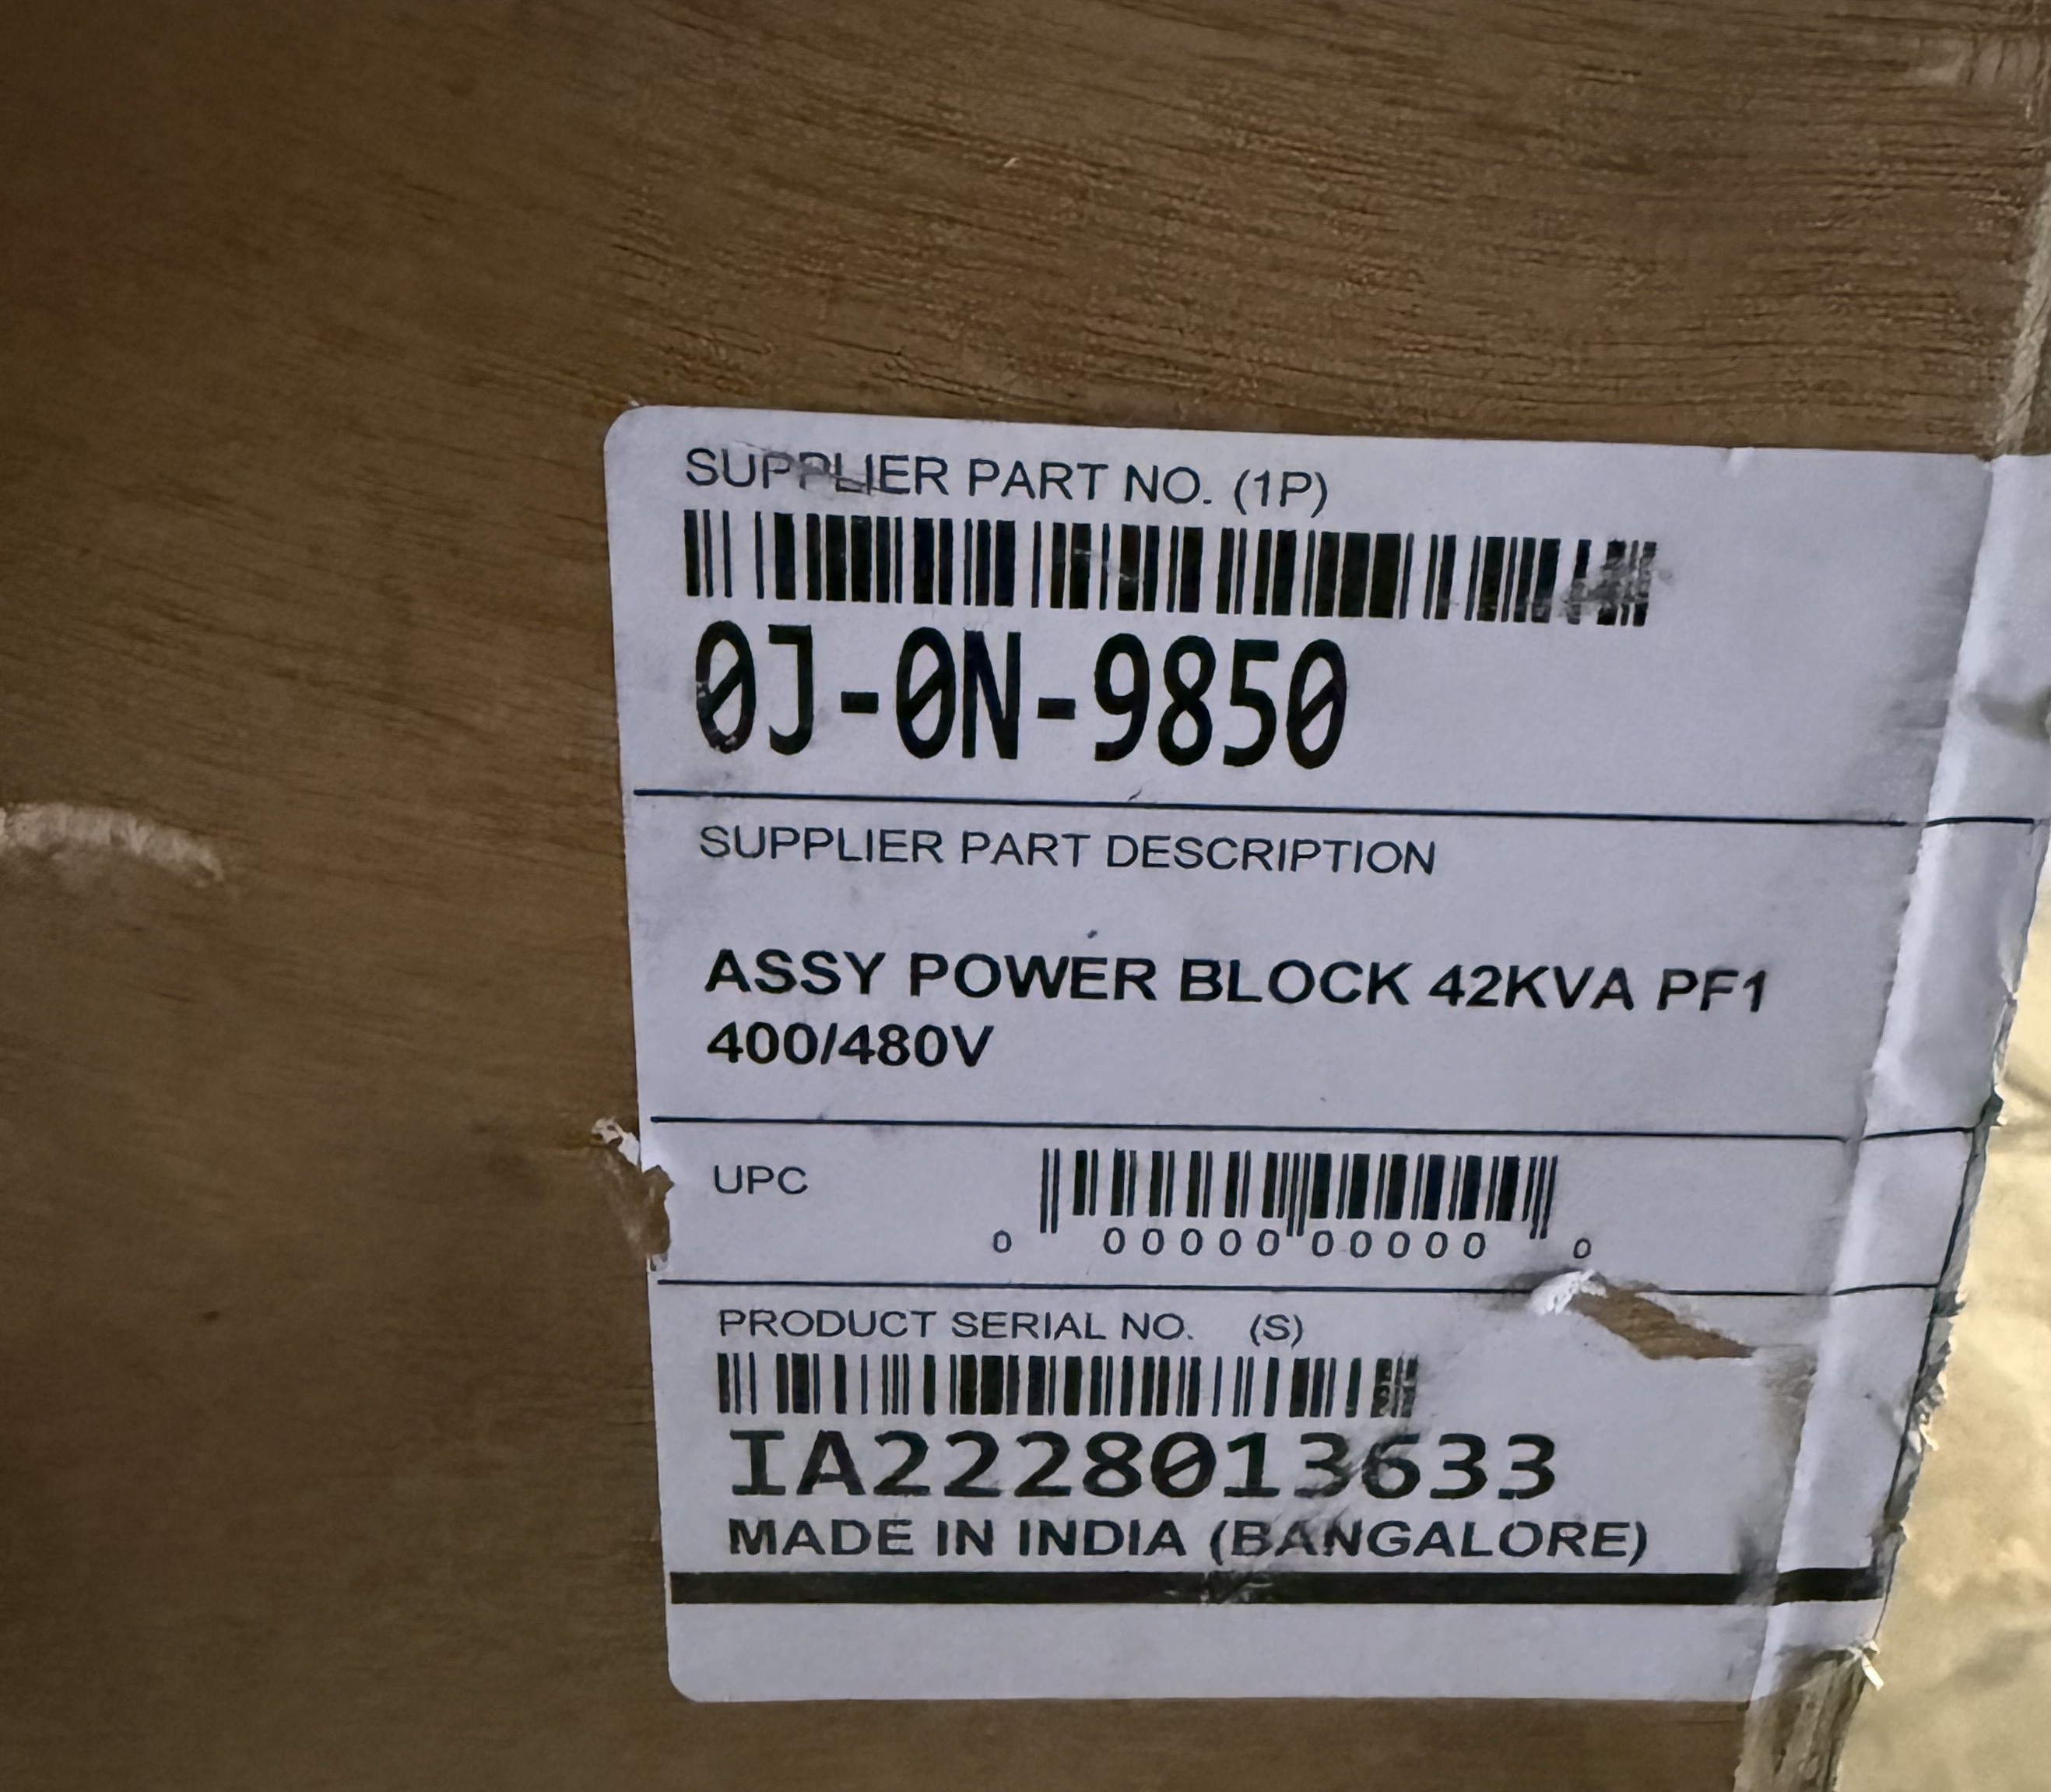 SUPPLIER PART NO. (1P)
0J-0N-9850
SUPPLIER PART DESCRIPTION
ASSY POWER BLOCK 42KVA PF1
400/480V
UPC
0 00000 00000 0
PRODUCT SERIAL NO. (S)
IA2228013633
MADE IN INDIA (BANGALORE)